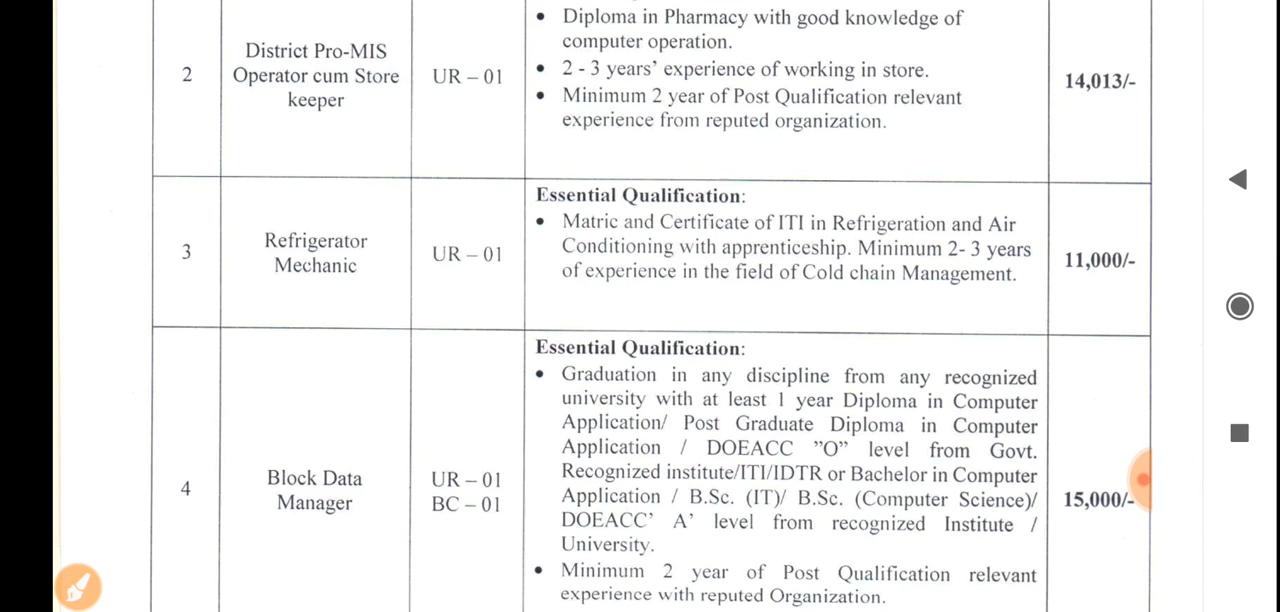 2
District Pro-MIS
Operator cum Store
keeper
UR – 01
• Diploma in Pharmacy with good knowledge of
computer operation.
• 2 - 3 years' experience of working in store.
• Minimum 2 year of Post Qualification relevant
experience from reputed organization.
14,013/-
3
Refrigerator
Mechanic
UR – 01
Essential Qualification:
• Matric and Certificate of ITI in Refrigeration and Air
Conditioning with apprenticeship. Minimum 2- 3 years
of experience in the field of Cold chain Management.
11,000/-
4
Block Data
Manager
UR – 01
BC – 01
Essential Qualification:
• Graduation in any discipline from any recognized
university with at least 1 year Diploma in Computer
Application/ Post Graduate Diploma in Computer
Application / DOEACC ”O” level from Govt.
Recognized institute/ITI/IDTR or Bachelor in Computer
Application / B.Sc. (IT)/ B.Sc. (Computer Science)/
DOEACC’ A’ level from recognized Institute /
University.
• Minimum 2 year of Post Qualification relevant
experience with reputed Organization.
15,000/-